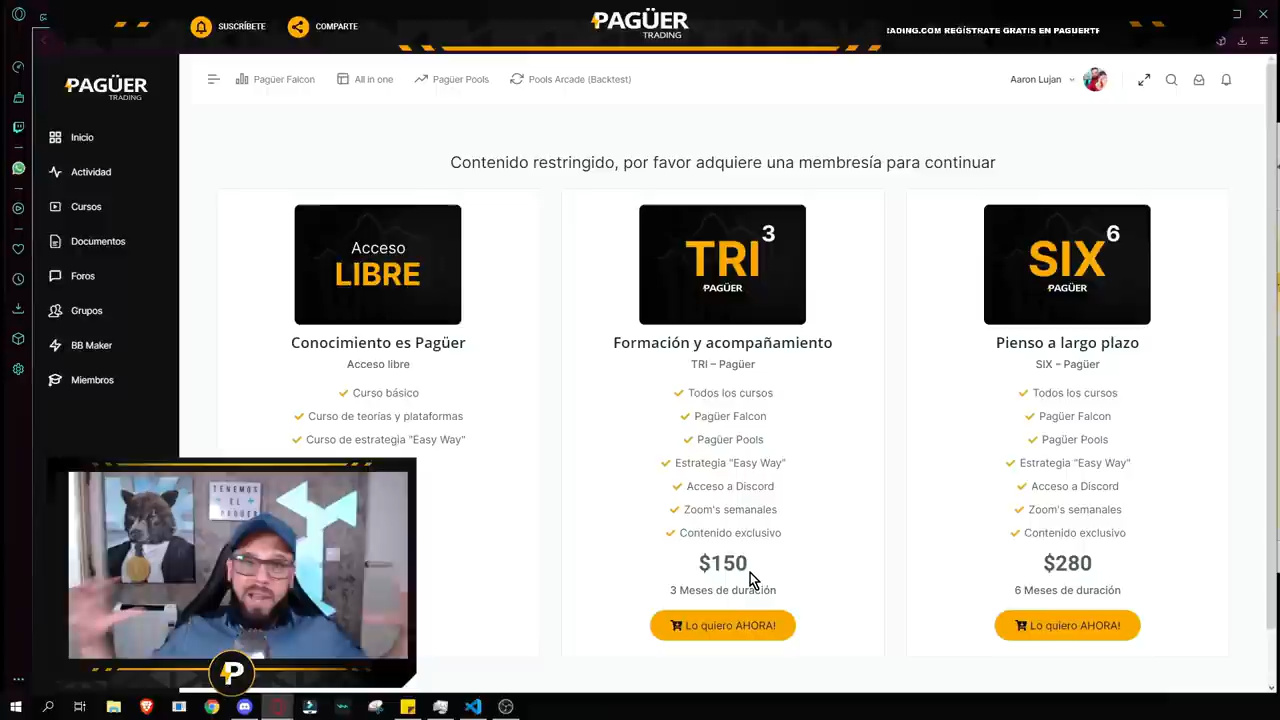 SUSCRÍBETE
COMPARTE
PAGÜER
TRADING
RADING.COM REGÍSTRATE GRATIS EN PAGUERTR
PAGÜER
TRADING
Pagüer Falcon
All in one
Pagüer Pools
Pools Arcade (Backtest)
Aaron Lujan
Inicio
Actividad
Cursos
Documentos
Foros
Grupos
BB Maker
Miembros
Contenido restringido, por favor adquiere una membresía para continuar
Acceso
LIBRE
Conocimiento es Pagüer
Acceso libre
Curso básico
Curso de teorías y plataformas
Curso de estrategia "Easy Way"
TRI 3
PAGÜER
Formación y acompañamiento
TRI – Pagüer
Todos los cursos
Pagüer Falcon
Pagüer Pools
Estrategia "Easy Way"
Acceso a Discord
Zoom's semanales
Contenido exclusivo
$150
3 Meses de duración
Lo quiero AHORA!
SIX 6
PAGÜER
Pienso a largo plazo
SIX – Pagüer
Todos los cursos
Pagüer Falcon
Pagüer Pools
Estrategia "Easy Way"
Acceso a Discord
Zoom's semanales
Contenido exclusivo
$280
6 Meses de duración
Lo quiero AHORA!
TENEMOS
EL
PAGÜER
P